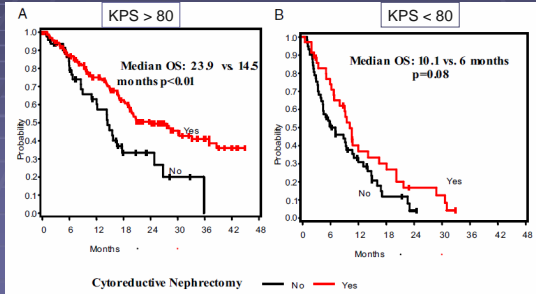 A
KPS > 80
B
KPS < 80
Median OS: 23.9 vs. 14.5
months p<0.01
Median OS: 10.1 vs. 6 months
p=0.08
Probability
1.0
0.9
0.8
0.7
0.6
0.5
0.4
0.3
0.2
0.1
0.0
Yes
No
0 6 12 18 24 30 36 42 48
Months
Probability
1.0
0.9
0.8
0.7
0.6
0.5
0.4
0.3
0.2
0.1
0.0
No
Yes
0 6 12 18 24 30 36 42 48
Months
Cytoreductive Nephrectomy No Yes